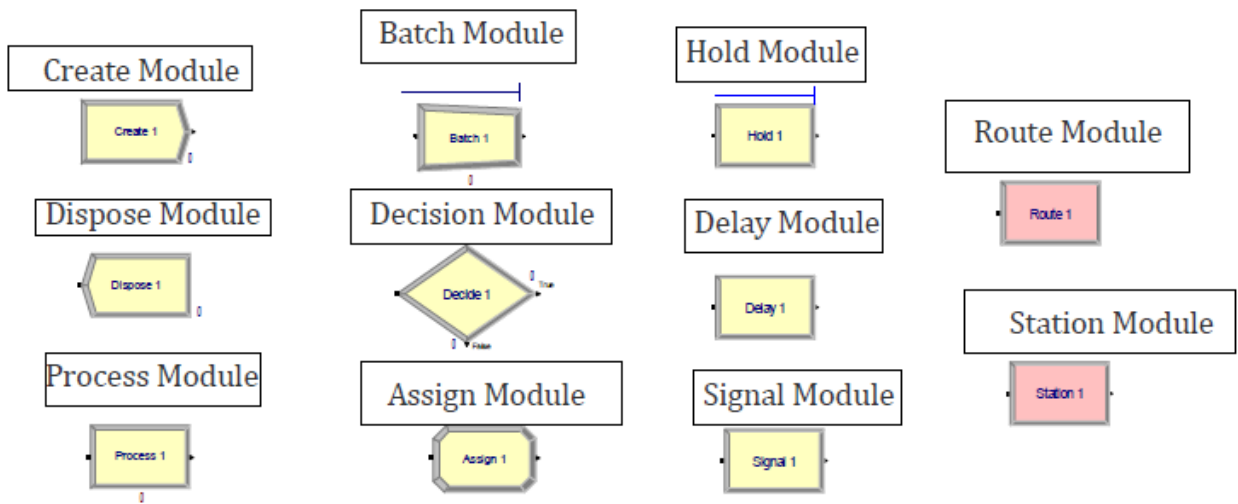 Create Module
Create 1
0
Dispose Module
Dispose 1
0
Process Module
Process 1
0
Batch Module
Batch 1
0
Decision Module
Decide 1
0
True
0
False
Assign Module
Assign 1
Hold Module
Hold 1
Delay Module
Delay 1
Signal Module
Signal 1
Route Module
Route 1
Station Module
Station 1